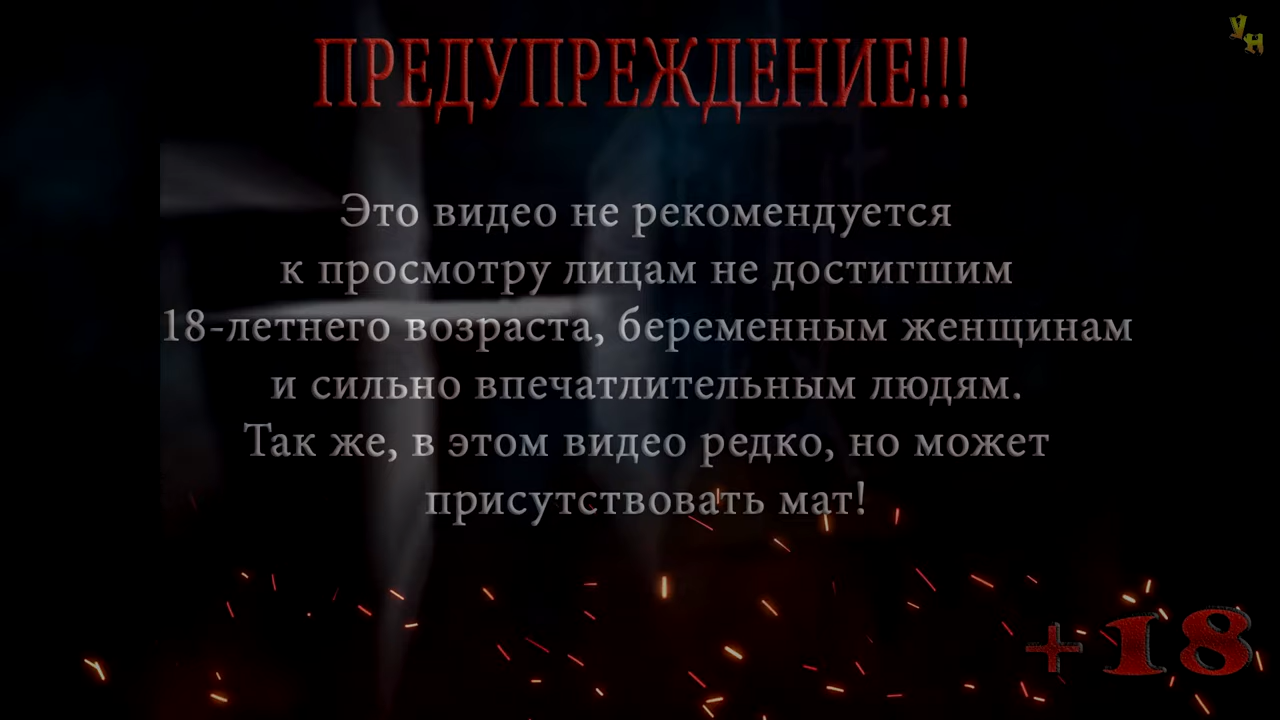 УН
ПРЕДУПРЕЖДЕНИЕ!!!
Это видео не рекомендуется
к просмотру лицам не достигшим
18-летнего возраста, беременным женщинам
и сильно впечатлительным людям.
Так же, в этом видео редко, но может
присутствовать мат!
+18